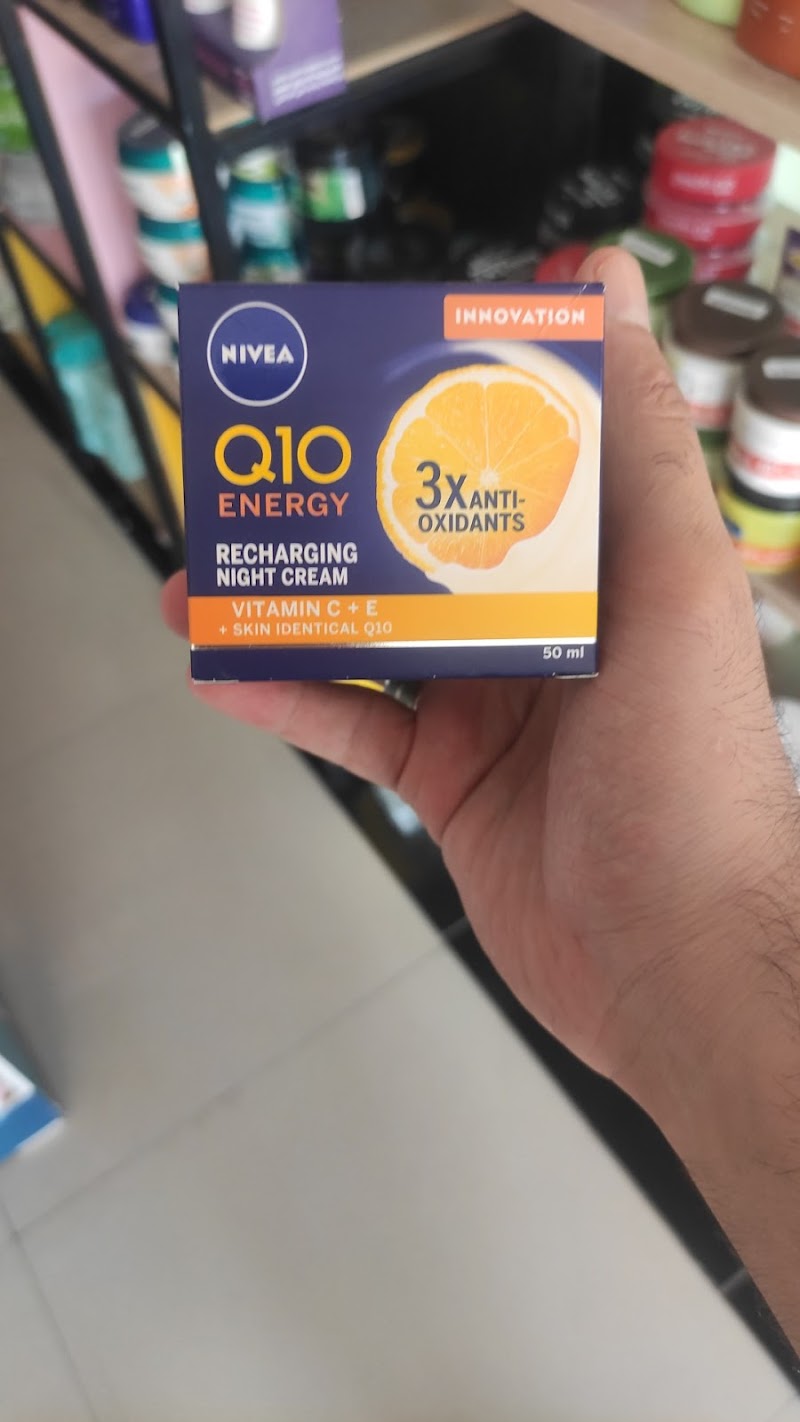 INNOVATION
NIVEA
Q10
ENERGY
3X ANTI-
OXIDANTS
RECHARGING
NIGHT CREAM
VITAMIN C + E
+ SKIN IDENTICAL Q10
50 ml